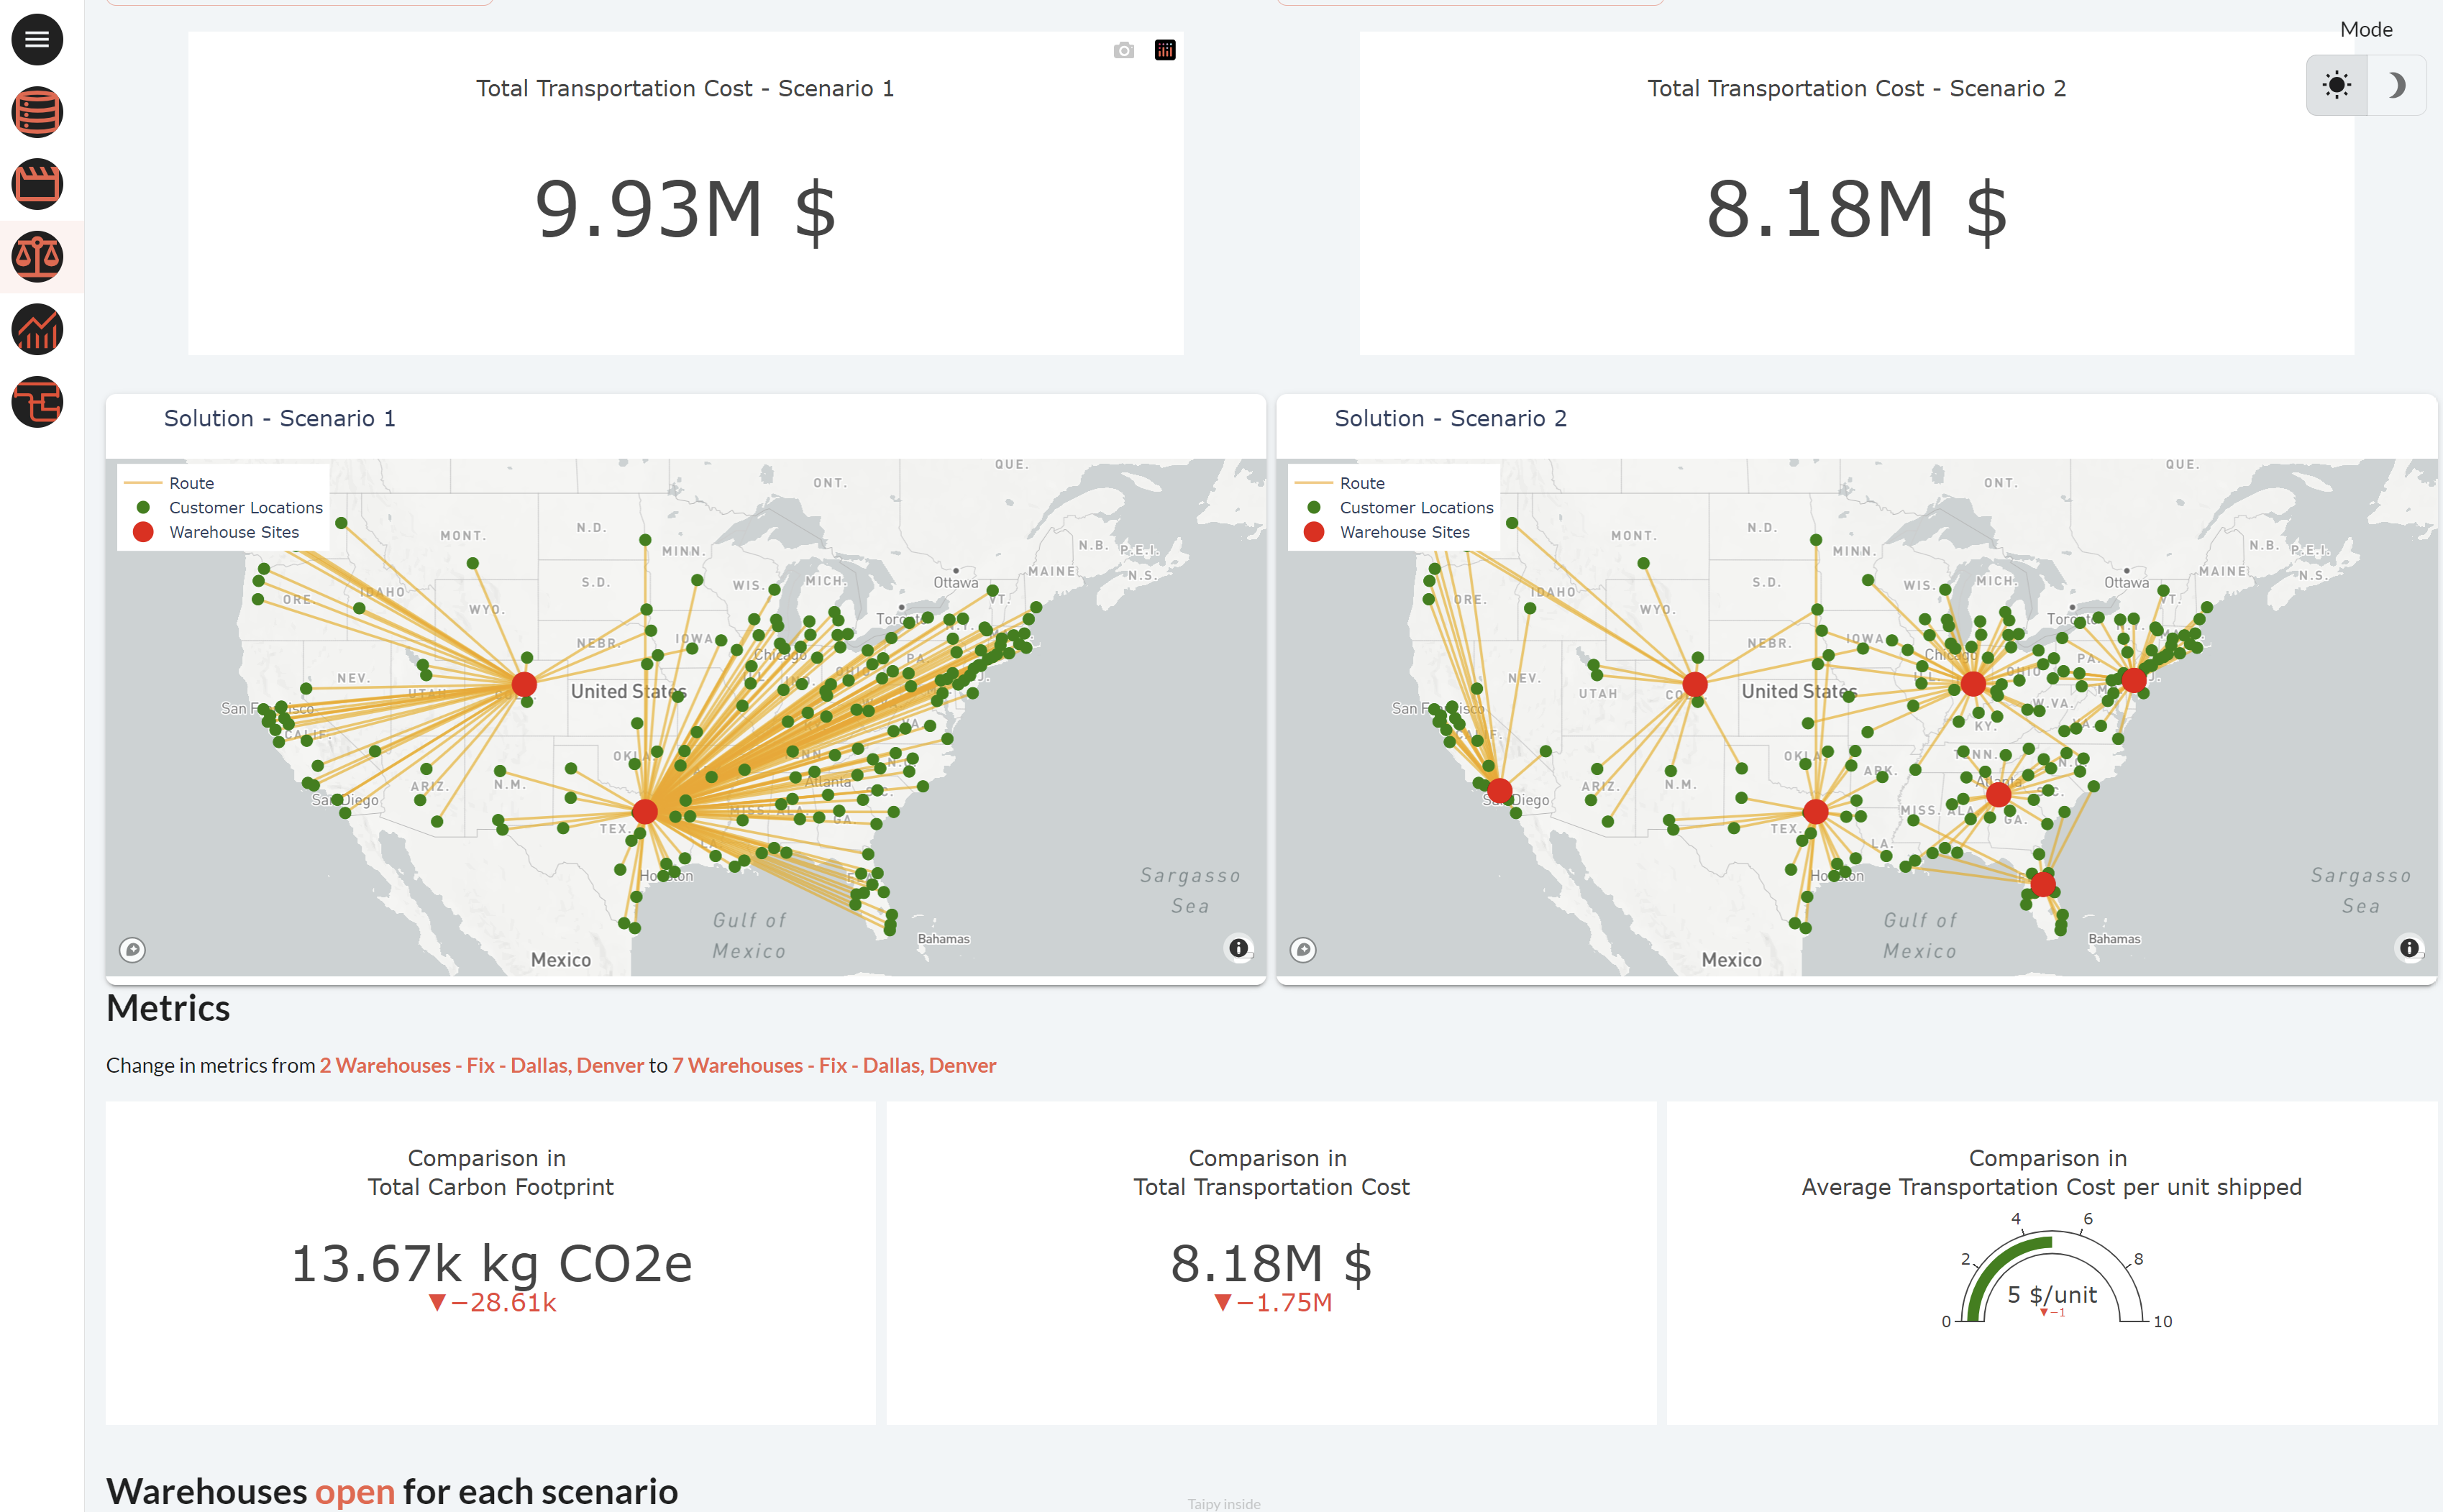 Mode
Total Transportation Cost - Scenario 1
9.93M $
Total Transportation Cost - Scenario 2
8.18M $
Solution - Scenario 1
Route
Customer Locations
Warehouse Sites
QUE.
ONT.
MONT.
N.D.
MINN.
N.B.
P.E.I.
MAINE
N.S.
Ottawa
S.D.
WIS.
MICH.
IDAHO
ORE.
WYO.
VT.
NEBR.
IOWA
Chicago
PA.
NEV.
UTAH
United States
OHIO
CALIF.
VA.
OKLA.
ARIZ.
N.M.
Atlanta
San Diego
TEX.
MISS.
GA.
Houston
Sargasso
Sea
Gulf of
Mexico
Bahamas
Mexico
Solution - Scenario 2
Route
Customer Locations
Warehouse Sites
QUE.
ONT.
MONT.
N.D.
MINN.
N.B.
P.E.I.
MAINE
N.S.
Ottawa
S.D.
WIS.
MICH.
IDAHO
ORE.
WYO.
VT.
NEBR.
IOWA
Chicago
PA.
NEV.
UTAH
United States
OHIO
W.VA.
VA.
KY.
OKLA.
ARK.
ARIZ.
N.M.
Atlanta
San Diego
TEX.
MISS.
ALA.
GA.
LA.
Houston
Sargasso
Sea
Gulf of
Mexico
Bahamas
Mexico
Metrics
Change in metrics from 2 Warehouses - Fix - Dallas, Denver to 7 Warehouses - Fix - Dallas, Denver
Comparison in
Total Carbon Footprint
13.67k kg CO2e
▼−28.61k
Comparison in
Total Transportation Cost
8.18M $
▼−1.75M
Comparison in
Average Transportation Cost per unit shipped
0
2
4
6
8
10
5 $/unit
▼−1
Warehouses open for each scenario
Taipy inside